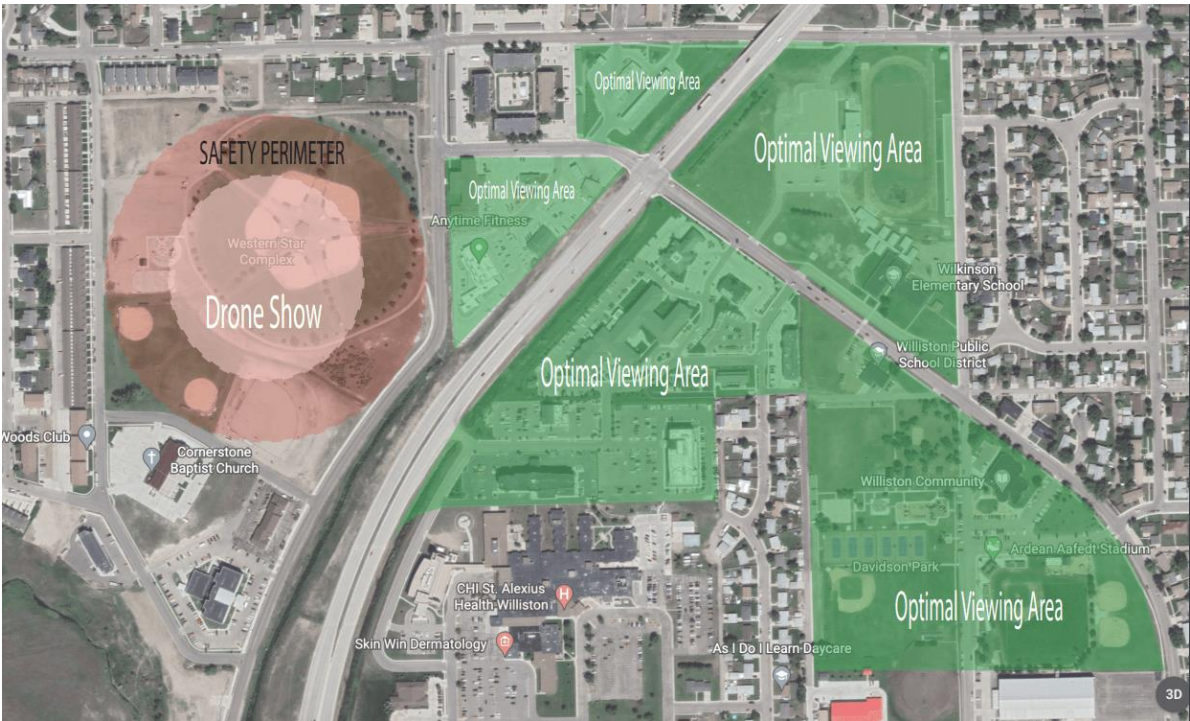 Optimal Viewing Area
SAFETY PERIMETER
Optimal Viewing Area
Optimal Viewing Area
Anytime Fitness
Western Star
Complex
Wilkinson
Elementary School
Drone Show
Williston Public
School District
Optimal Viewing Area
Woods Club
Cornerstone
Baptist Church
Williston Community
Ardean Aafedt Stadium
Davidson Park
CHI St. Alexius
Health Williston
H
Optimal Viewing Area
Skin Win Dermatology
As I Do I Learn Daycare
3D